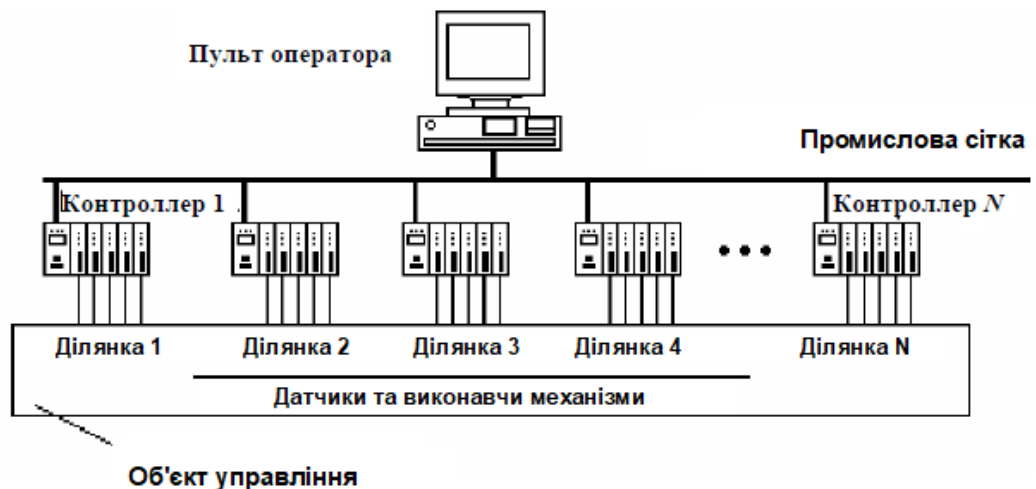 Пульт оператора
Промислова сітка
Контроллер 1
Контроллер N
Ділянка 1
Ділянка 2
Ділянка 3
Ділянка 4
Ділянка N
Датчики та виконавчи механізми
Об'єкт управління